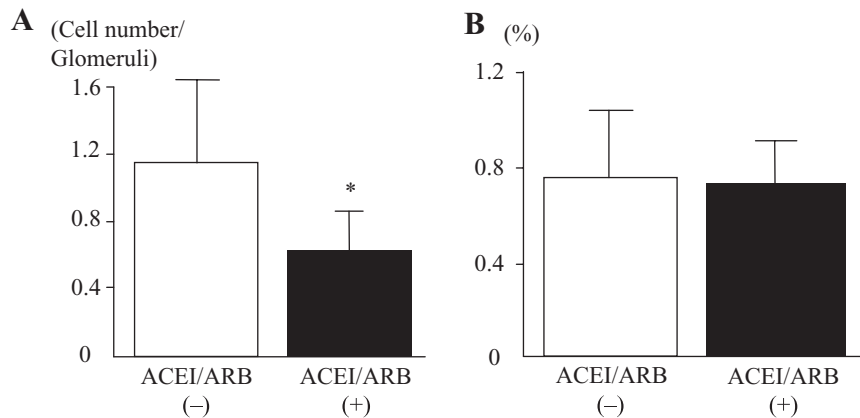 A
(Cell number/
Glomeruli)
1.6
1.2
0.8
0.4
0
*
ACEI/ARB
(–)
ACEI/ARB
(+)
B
(%)
1.2
0.8
0.4
0
ACEI/ARB
(–)
ACEI/ARB
(+)